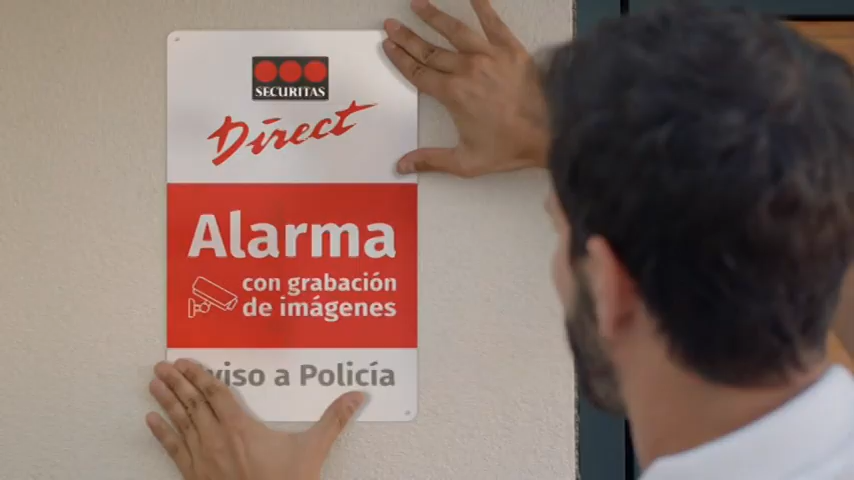 SECURITAS
Direct
Alarma
con grabación
de imágenes
a Policía